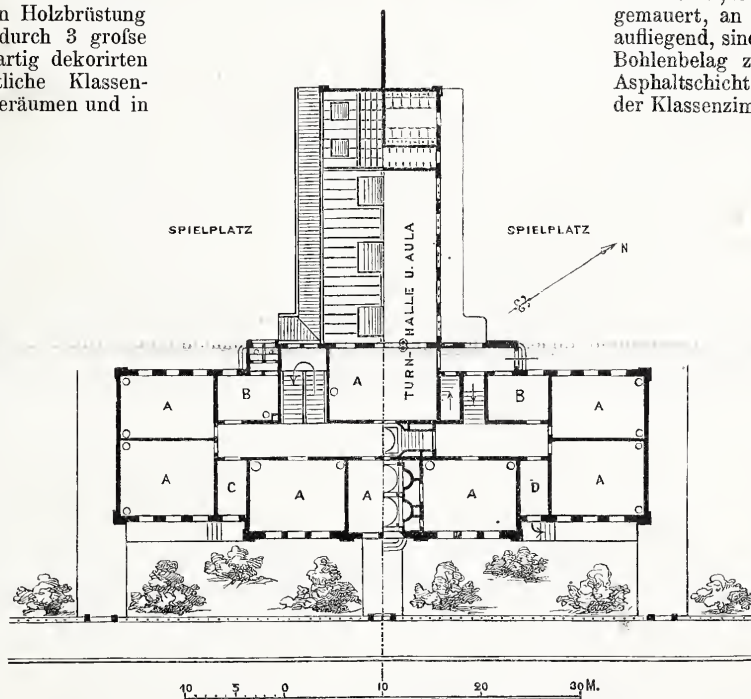 n Holzbrüstung
durch 3 große
artig dekorirten
tliche Klassen-
eräumen und in
gemauert, an
aufliegend, sind
Bohlenbelag z
Asphaltschicht
der Klassenzim
SPIELPLATZ
SPIELPLATZ
N
TURN-HALLE U. AULA
A
B
A
B
A
A
A
C
A
A
A
D
A
10 5 0 10 20 30 M.